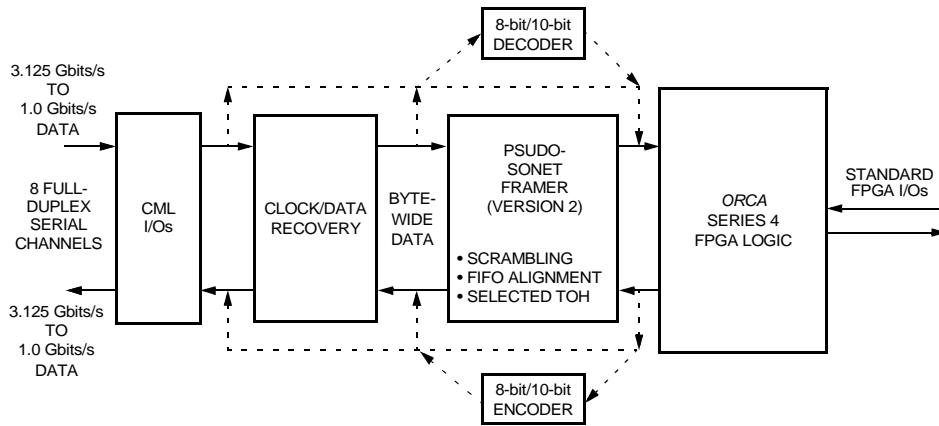 8-bit/10-bit
DECODER
3.125 Gbits/s
TO
1.0 Gbits/s
DATA
8 FULL-
DUPLEX
SERIAL
CHANNELS
3.125 Gbits/s
TO
1.0 Gbits/s
DATA
CML
I/Os
CLOCK/DATA
RECOVERY
BYTE-
WIDE
DATA
PSUDO-
SONET
FRAMER
(VERSION 2)
• SCRAMBLING
• FIFO ALIGNMENT
• SELECTED TOH
ORCA
SERIES 4
FPGA LOGIC
STANDARD
FPGA I/Os
8-bit/10-bit
ENCODER